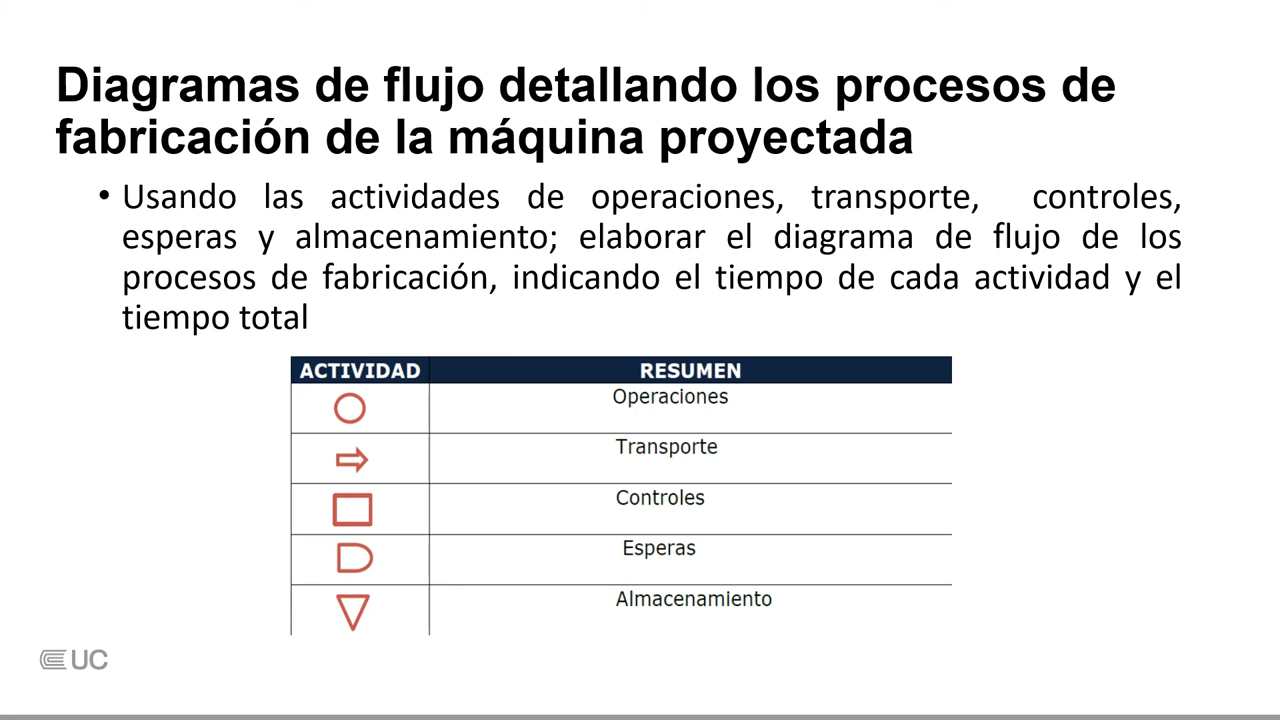 Diagramas de flujo detallando los procesos de
fabricación de la máquina proyectada
• Usando las actividades de operaciones, transporte, controles,
esperas y almacenamiento; elaborar el diagrama de flujo de los
procesos de fabricación, indicando el tiempo de cada actividad y el
tiempo total
ACTIVIDAD RESUMEN
Operaciones
Transporte
Controles
Esperas
Almacenamiento
UC